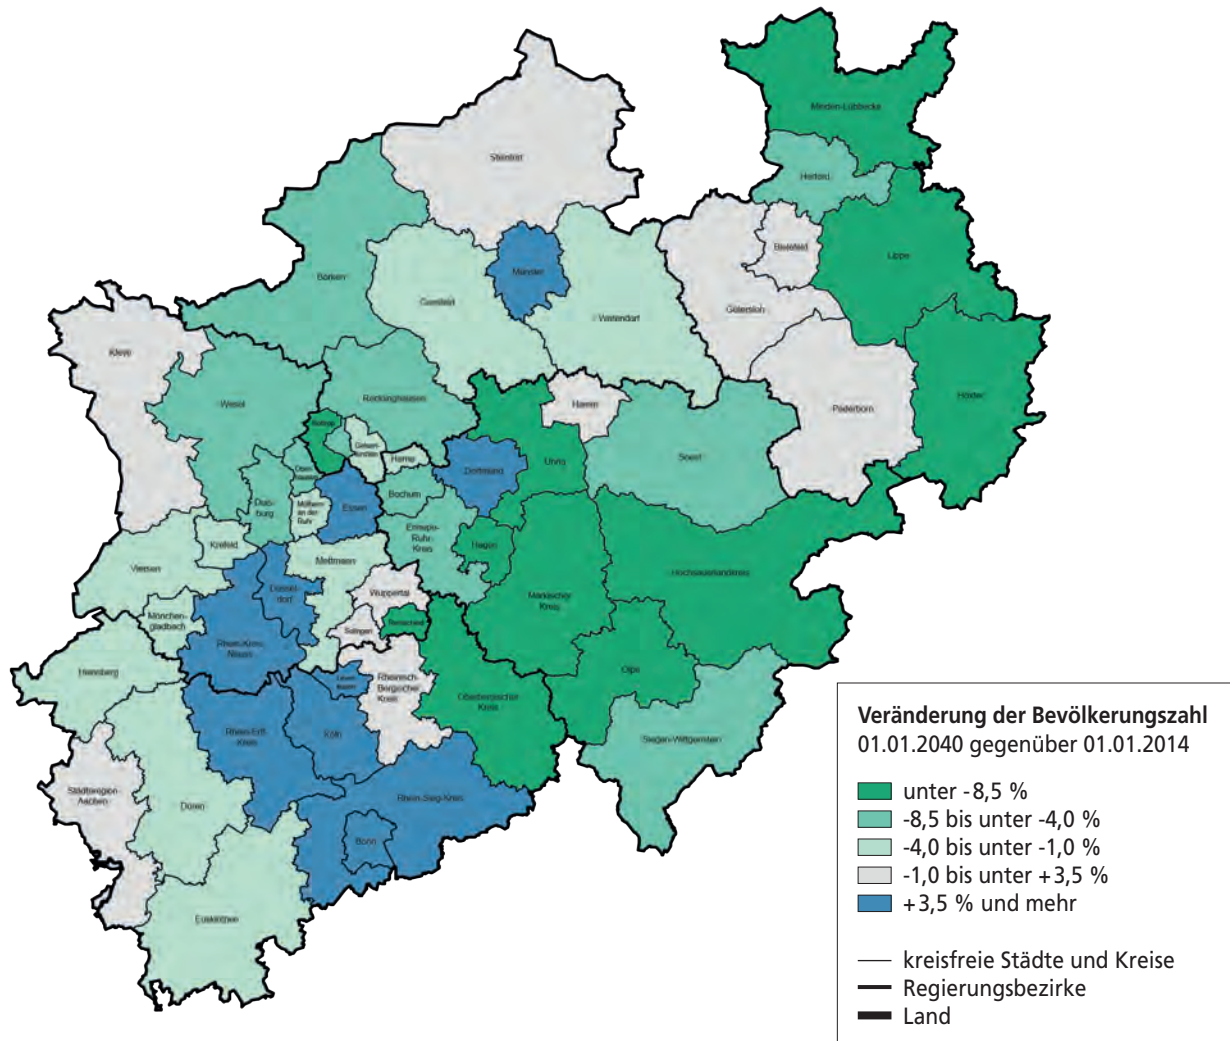 Minden-Lübbecke
Steinfurt
Herford
Bielefeld
Lippe
Borken
Coesfeld
Münster
Warendorf
Gütersloh
Kleve
Wesel
Recklinghausen
Hamm
Paderborn
Höxter
Bottrop
Gelsen-
kirchen
Herne
Dortmund
Unna
Soest
Ober-
hausen
Duis-
burg
Mülheim
an der
Ruhr
Essen
Bochum
Ennepe-
Ruhr-
Kreis
Hagen
Krefeld
Viersen
Mettmann
Hochsauerlandkreis
Märkischer
Kreis
Düssel-
dorf
Wuppertal
Mönchen-
gladbach
Solingen
Remscheid
Rhein-Kreis
Neuss
Heinsberg
Lever-
kusen
Rheinisch-
Bergischer
Kreis
Oberbergischer
Kreis
Olpe
Rhein-Erft-
Kreis
Köln
Siegen-Wittgenstein
Städteregion
Aachen
Düren
Rhein-Sieg-Kreis
Bonn
Euskirchen
Veränderung der Bevölkerungszahl
01.01.2040 gegenüber 01.01.2014
unter -8,5 %
-8,5 bis unter -4,0 %
-4,0 bis unter -1,0 %
-1,0 bis unter +3,5 %
+3,5 % und mehr
kreisfreie Städte und Kreise
Regierungsbezirke
Land